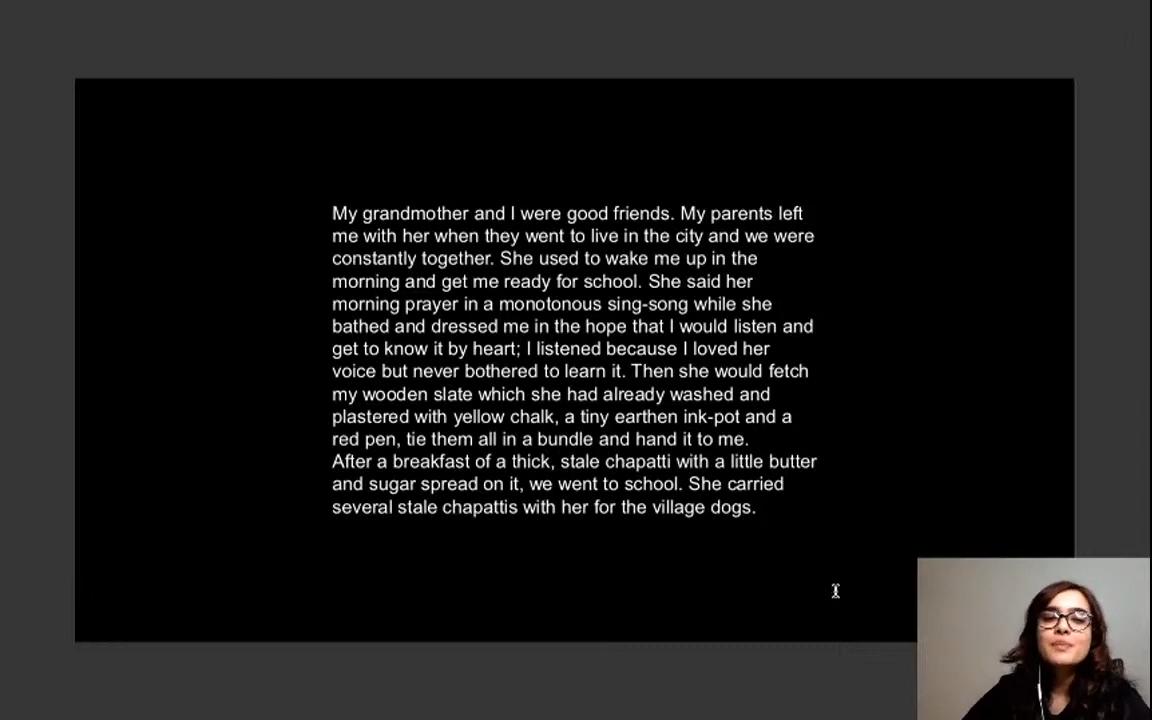 My grandmother and I were good friends. My parents left
me with her when they went to live in the city and we were
constantly together. She used to wake me up in the
morning and get me ready for school. She said her
morning prayer in a monotonous sing-song while she
bathed and dressed me in the hope that I would listen and
get to know it by heart; I listened because I loved her
voice but never bothered to learn it. Then she would fetch
my wooden slate which she had already washed and
plastered with yellow chalk, a tiny earthen ink-pot and a
red pen, tie them all in a bundle and hand it to me.
After a breakfast of a thick, stale chapatti with a little butter
and sugar spread on it, we went to school. She carried
several stale chapattis with her for the village dogs.